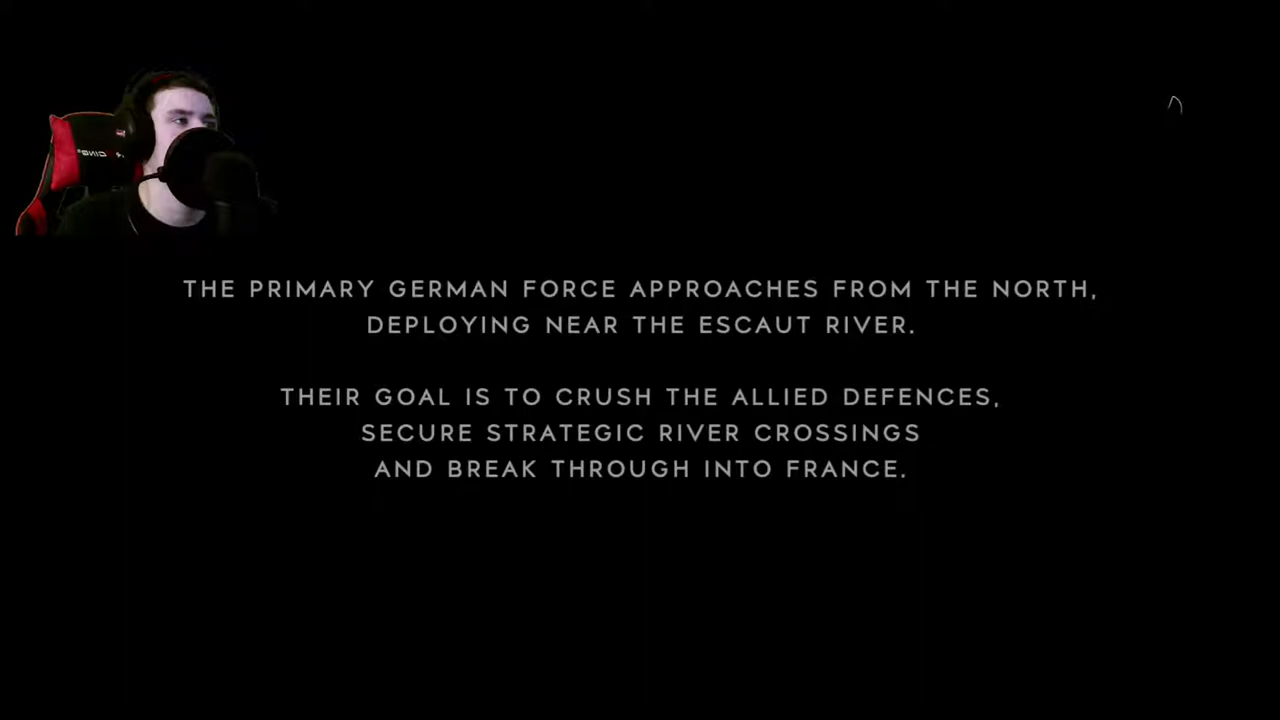 THE PRIMARY GERMAN FORCE APPROACHES FROM THE NORTH,
DEPLOYING NEAR THE ESCAUT RIVER.
THEIR GOAL IS TO CRUSH THE ALLIED DEFENCES,
SECURE STRATEGIC RIVER CROSSINGS
AND BREAK THROUGH INTO FRANCE.